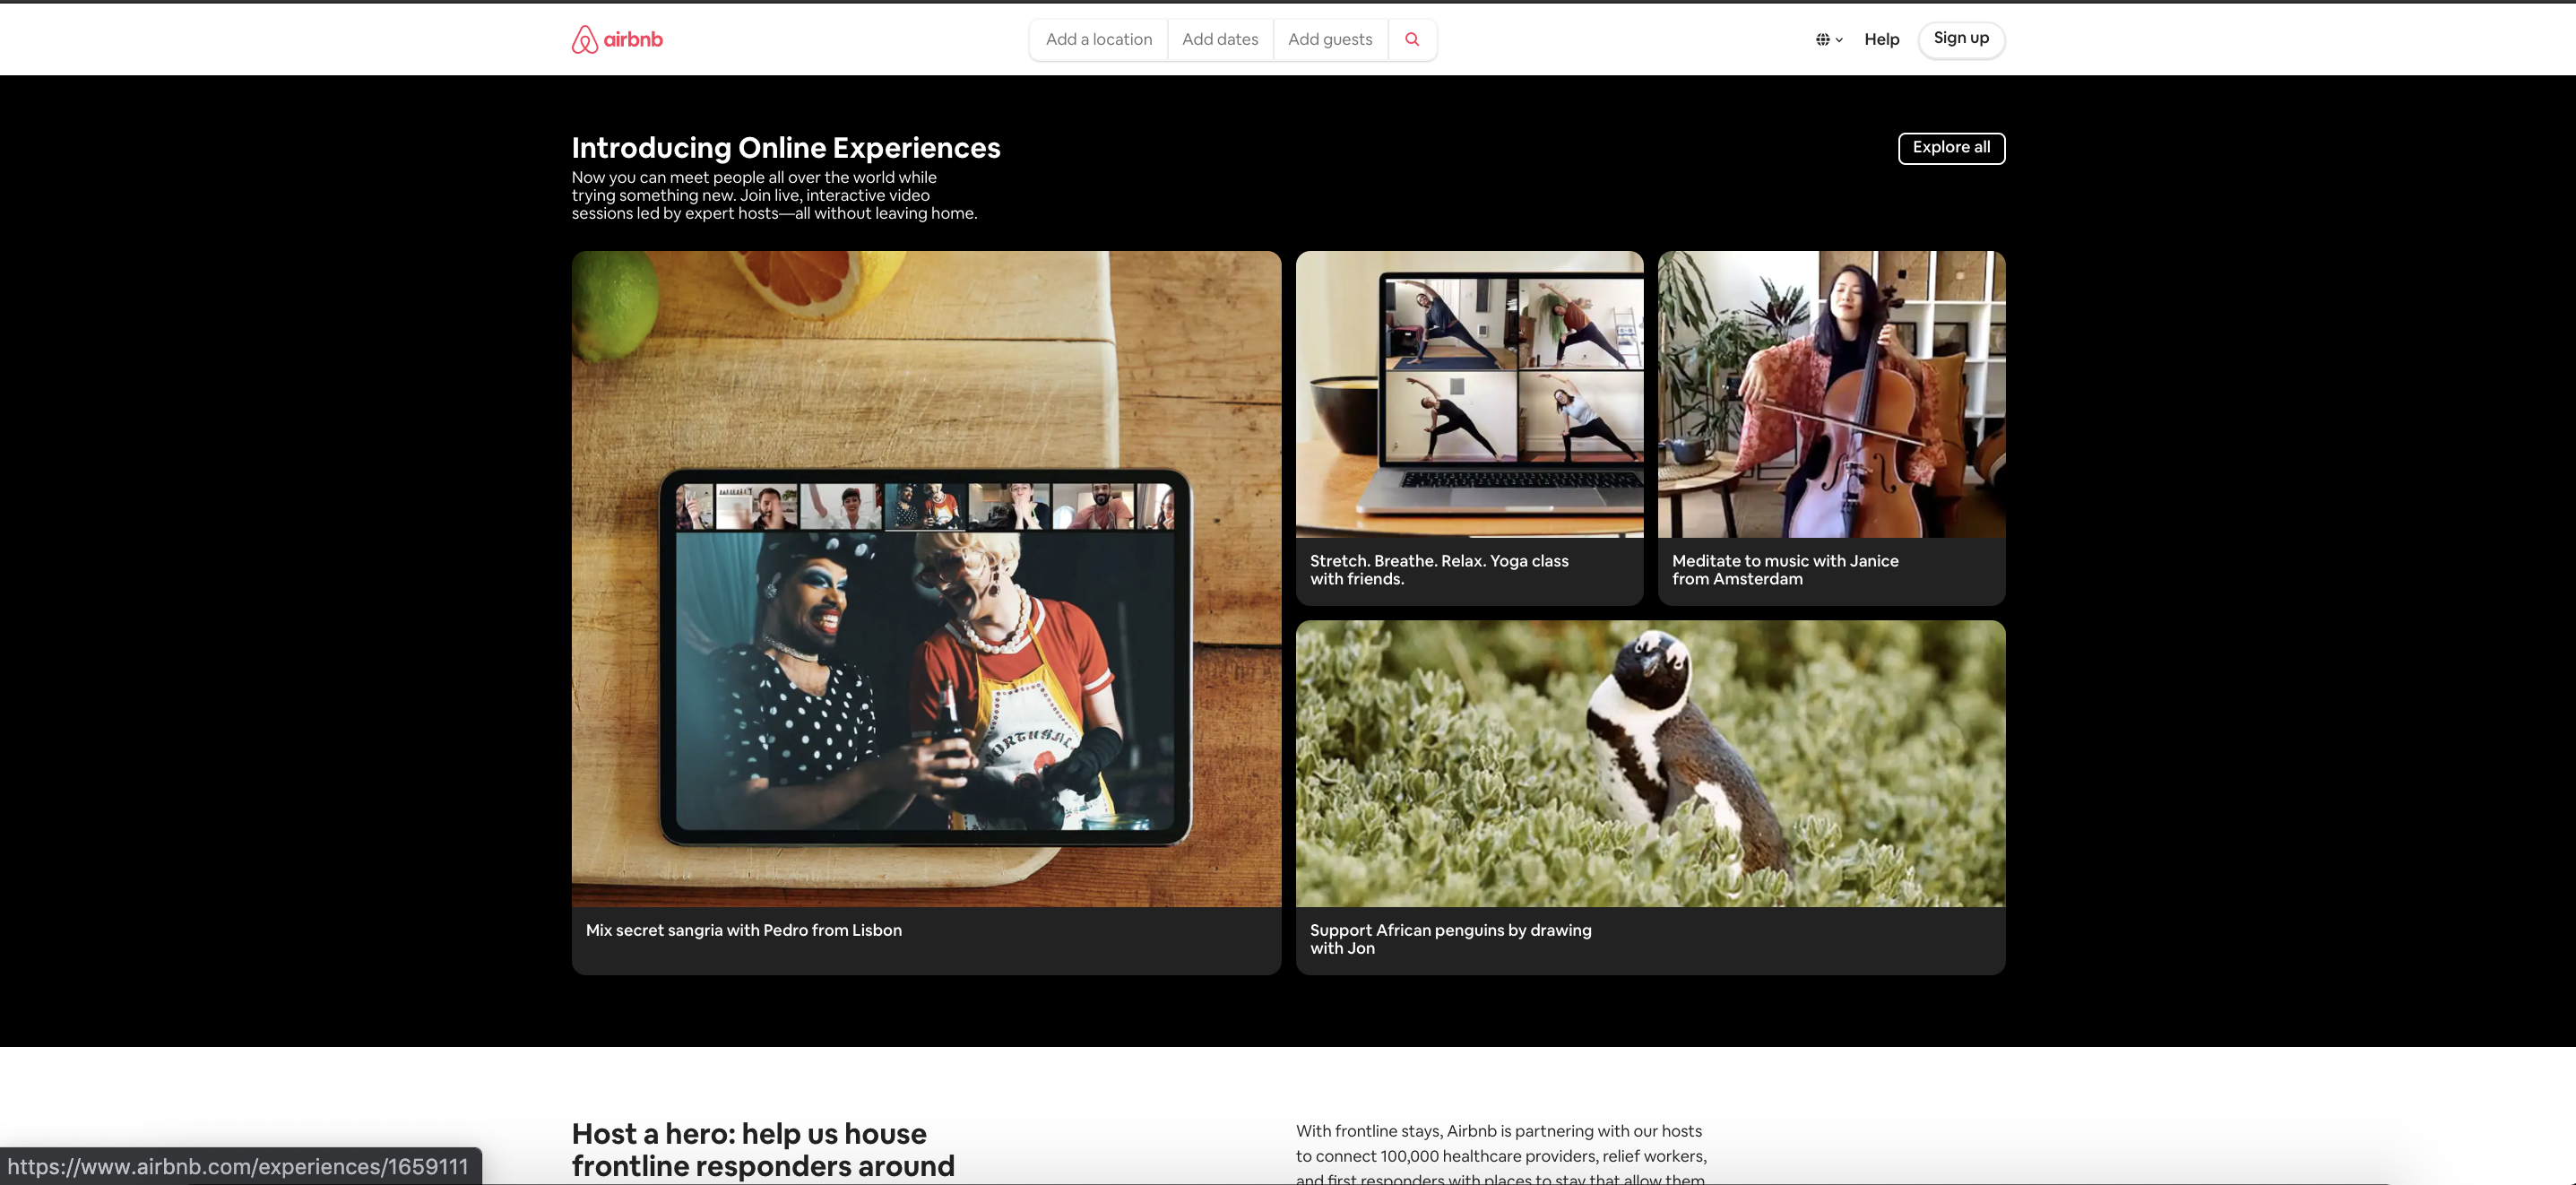 airbnb
Add a location
Add dates
Add guests
Help
Sign up
Introducing Online Experiences
Explore all
Now you can meet people all over the world while
trying something new. Join live, interactive video
sessions led by expert hosts—all without leaving home.
PORTUGAL
Stretch. Breathe. Relax. Yoga class
with friends.
Meditate to music with Janice
from Amsterdam
Mix secret sangria with Pedro from Lisbon
Support African penguins by drawing
with Jon
Host a hero: help us house
frontline responders around
With frontline stays, Airbnb is partnering with our hosts
to connect 100,000 healthcare providers, relief workers,
and first responders with places to stay that allow them
https://www.airbnb.com/experiences/1659111